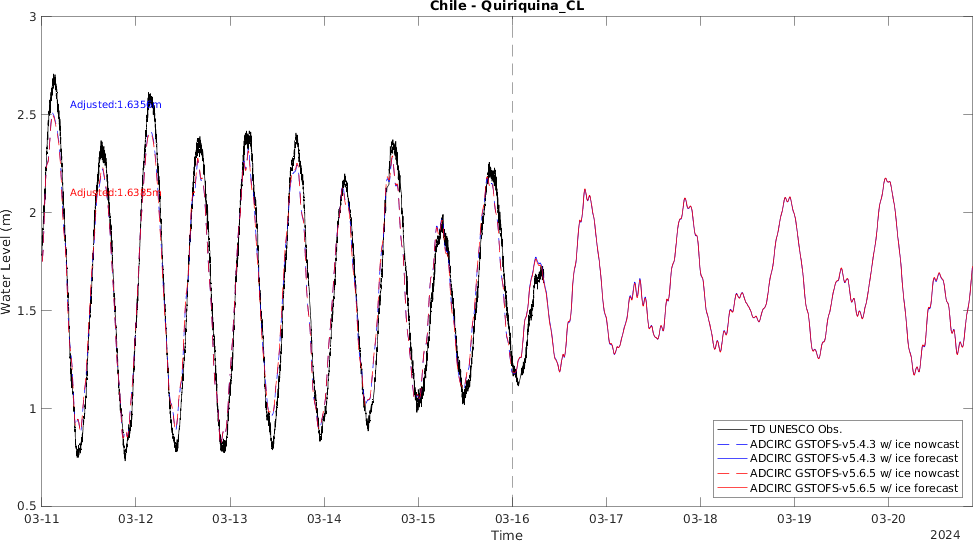 Chile - Quiriquina_CL
3
2.5
2
1.5
1
0.5
Water Level (m)
Adjusted:1.6350m
Adjusted:1.6385m
TD UNESCO Obs.
ADCIRC GSTOFS-v5.4.3 w/ ice nowcast
ADCIRC GSTOFS-v5.4.3 w/ ice forecast
ADCIRC GSTOFS-v5.6.5 w/ ice nowcast
ADCIRC GSTOFS-v5.6.5 w/ ice forecast
03-11 03-12 03-13 03-14 03-15 03-16 03-17 03-18 03-19 03-20
Time
2024